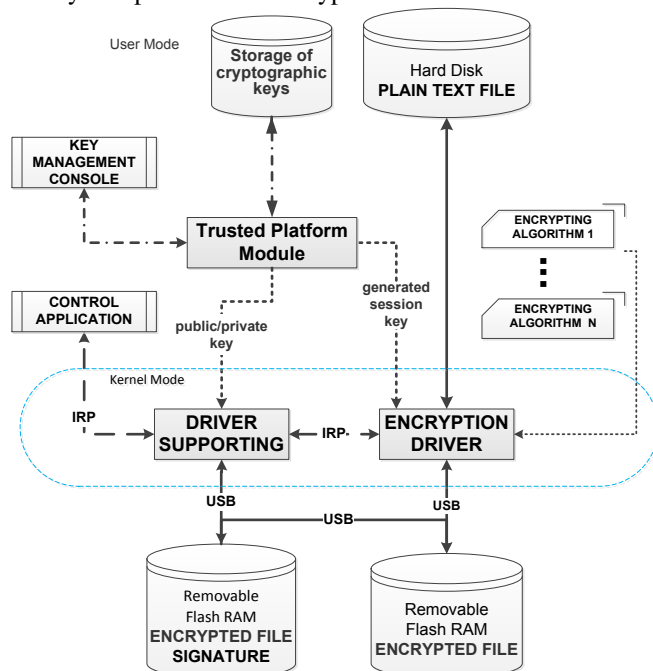 User Mode
Storage of
cryptographic
keys
Hard Disk
PLAIN TEXT FILE
KEY
MANAGEMENT
CONSOLE
Trusted Platform
Module
ENCRYPTING
ALGORITHM 1
ENCRYPTING
ALGORITHM N
generated
session
key
CONTROL
APPLICATION
public/private
key
Kernel Mode
IRP
DRIVER
SUPPORTING
IRP
ENCRYPTION
DRIVER
USB
USB
USB
Removable
Flash RAM
ENCRYPTED FILE
SIGNATURE
Removable
Flash RAM
ENCRYPTED FILE